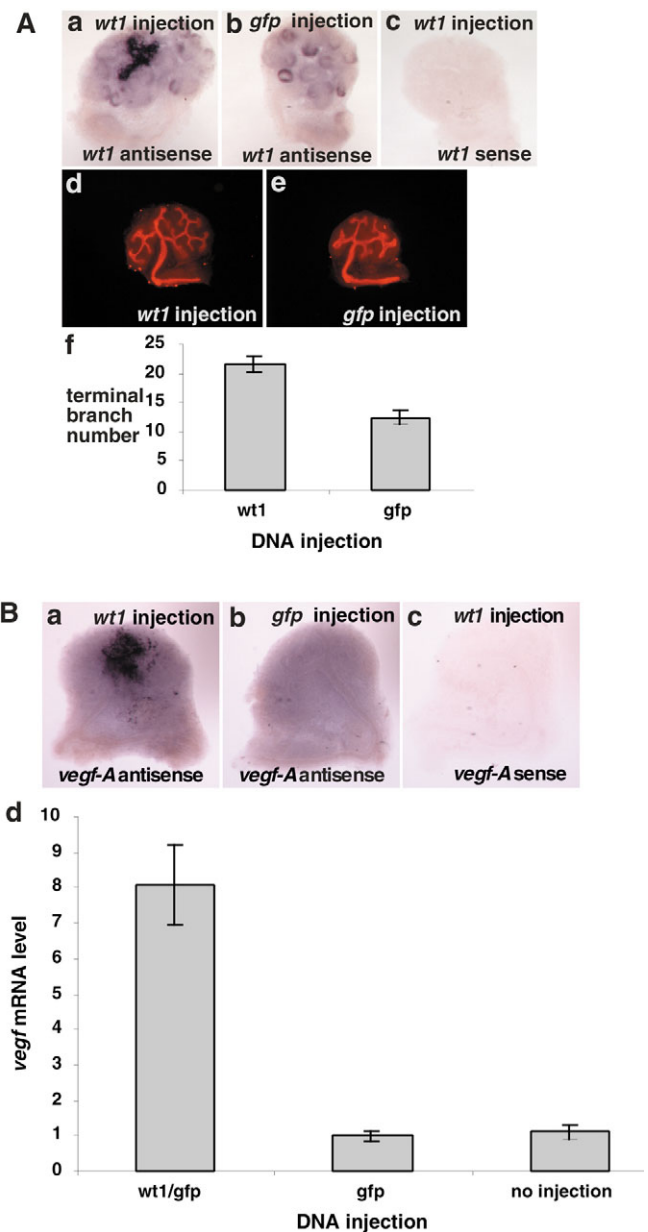 A
a wt1 injection
wt1 antisense
b gfp injection
wt1 antisense
c wt1 injection
wt1 sense
d
wt1 injection
e
gfp injection
f
terminal
branch
number
25
20
15
10
5
0
wt1 gfp
DNA injection
B
a wt1 injection
vegf-A antisense
b gfp injection
vegf-A antisense
c wt1 injection
vegf-A sense
d
vegf mRNA level
10
9
8
7
6
5
4
3
2
1
0
wt1/gfp gfp no injection
DNA injection